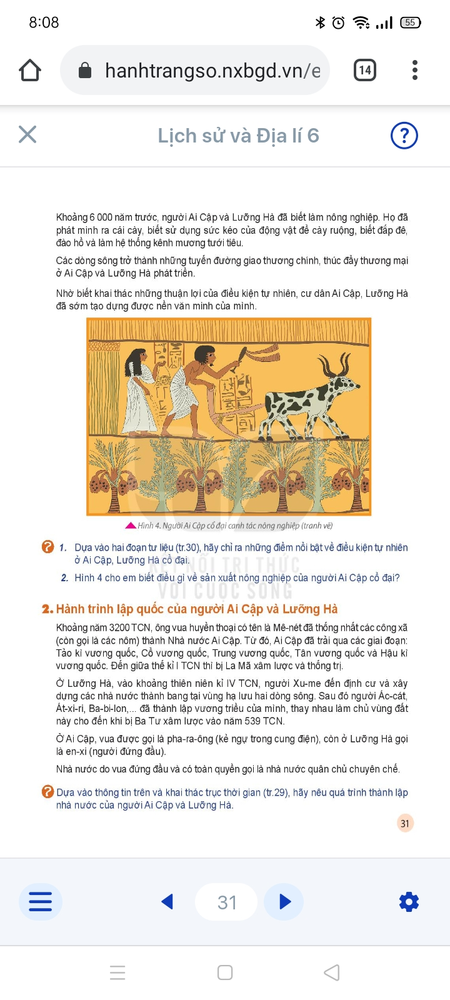 8:08
55
hanhtrangso.nxbgd.vn/e
14
Lịch sử và Địa lí 6
?
Khoảng 6 000 năm trước, người Ai Cập và Lưỡng Hà đã biết làm nông nghiệp. Họ đã
phát minh ra cái cày, biết sử dụng sức kéo của động vật để cày ruộng, biết đắp đê,
đào hồ và làm hệ thống kênh mương tưới tiêu.
Các dòng sông trở thành những tuyến đường giao thương chính, thúc đẩy thương mại
ở Ai Cập và Lưỡng Hà phát triển.
Nhờ biết khai thác những thuận lợi của điều kiện tự nhiên, cư dân Ai Cập, Lưỡng Hà
đã sớm tạo dựng được nền văn minh của mình.
Hình 4. Người Ai Cập cổ đại canh tác nông nghiệp (tranh vẽ)
? 1. Dựa vào hai đoạn tư liệu (tr.30), hãy chỉ ra những điểm nổi bật về điều kiện tự nhiên
ở Ai Cập, Lưỡng Hà cổ đại.
KẾT NỐI TRI THỨC
2. Hình 4 cho em biết điều gì về sản xuất nông nghiệp của người Ai Cập cổ đại?
VỚI CUỘC SỐNG
2. Hành trình lập quốc của người Ai Cập và Lưỡng Hà
Khoảng năm 3200 TCN, ông vua huyền thoại có tên là Mê-nét đã thống nhất các công xã
(còn gọi là các nôm) thành Nhà nước Ai Cập. Từ đó, Ai Cập đã trải qua các giai đoạn:
Tảo kì vương quốc, Cổ vương quốc, Trung vương quốc, Tân vương quốc và Hậu kì
vương quốc. Đến giữa thế kỉ I TCN thì bị La Mã xâm lược và thống trị.
Ở Lưỡng Hà, vào khoảng thiên niên kỉ IV TCN, người Xu-me đến định cư và xây
dựng các nhà nước thành bang tại vùng hạ lưu hai dòng sông. Sau đó người Ác-cát,
Át-xi-ri, Ba-bi-lon,... đã thành lập vương triều của mình, thay nhau làm chủ vùng đất
này cho đến khi bị Ba Tư xâm lược vào năm 539 TCN.
Ở Ai Cập, vua được gọi là pha-ra-ông (kẻ ngự trong cung điện), còn ở Lưỡng Hà gọi
là en-xi (người đứng đầu).
Nhà nước do vua đứng đầu và có toàn quyền gọi là nhà nước quân chủ chuyên chế.
? Dựa vào thông tin trên và khai thác trục thời gian (tr.29), hãy nêu quá trình thành lập
nhà nước của người Ai Cập và Lưỡng Hà.
31
31